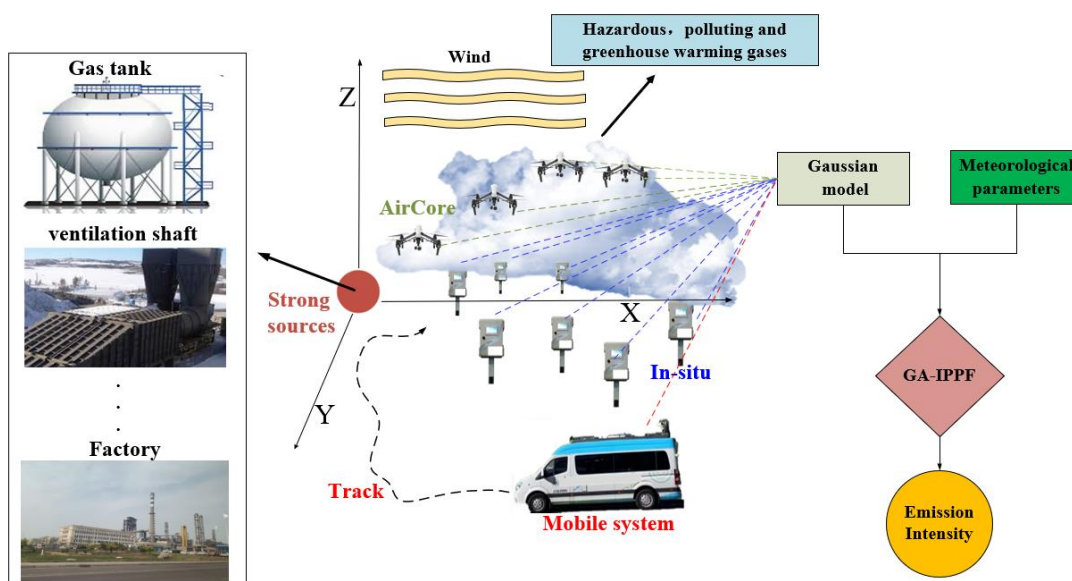 Gas tank
ventilation shaft
.
.
.
Factory
Wind
Hazardous, polluting and
greenhouse warming gases
Z
AirCore
Strong
sources
X
Y
In-situ
Track
Mobile system
Gaussian
model
Meteorological
parameters
GA-IPPF
Emission
Intensity